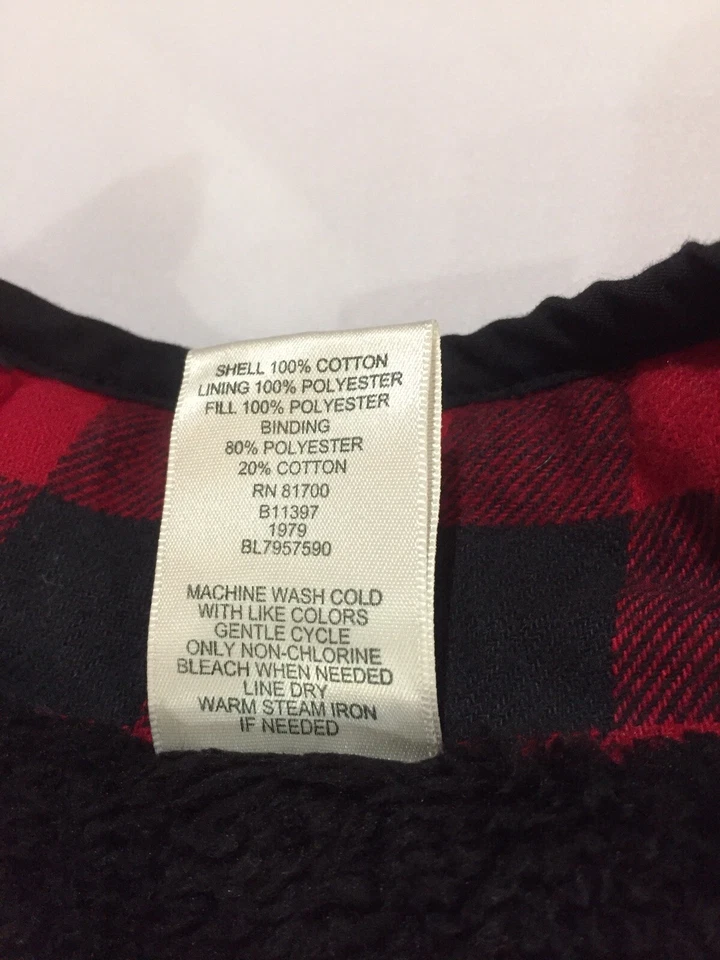 SHELL 100% COTTON
LINING 100% POLYESTER
FILL 100% POLYESTER
BINDING
80% POLYESTER
20% COTTON
RN 81700
B11397
1979
BL7957590
MACHINE WASH COLD
WITH LIKE COLORS
GENTLE CYCLE
ONLY NON-CHLORINE
BLEACH WHEN NEEDED
LINE DRY
WARM STEAM IRON
IF NEEDED